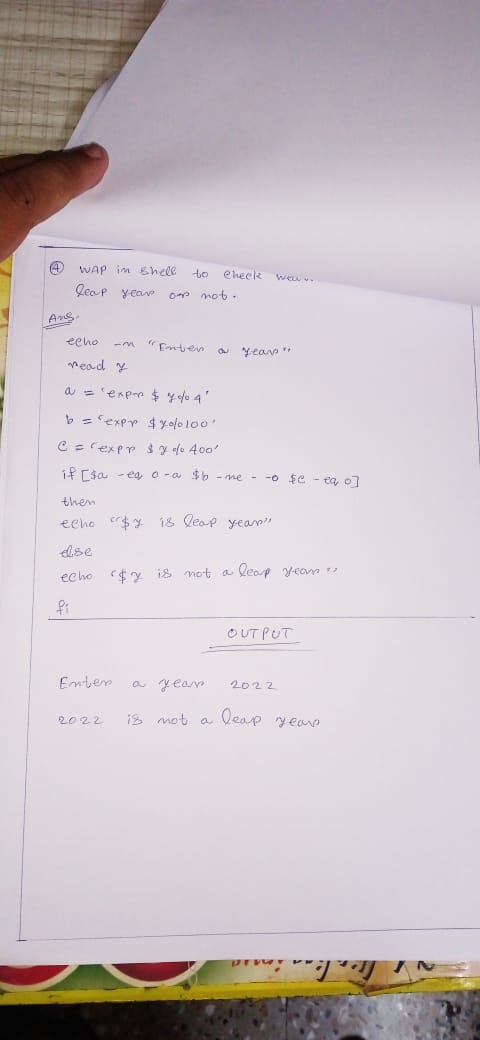 ④ WAP in shell to check
leap year or not.
Ans.
echo -n "Enter a year"
read y
a = 'expr $ y % 4'
b = 'expr $ y % 100'
c = 'expr $ y % 400'
if [$a -eq 0 -a $b -ne - -o $c -eq 0]
then
echo "$y is leap year"
else
echo "$y is not a leap year"
fi
OUTPUT
Enter a year 2022
2022 is not a leap year